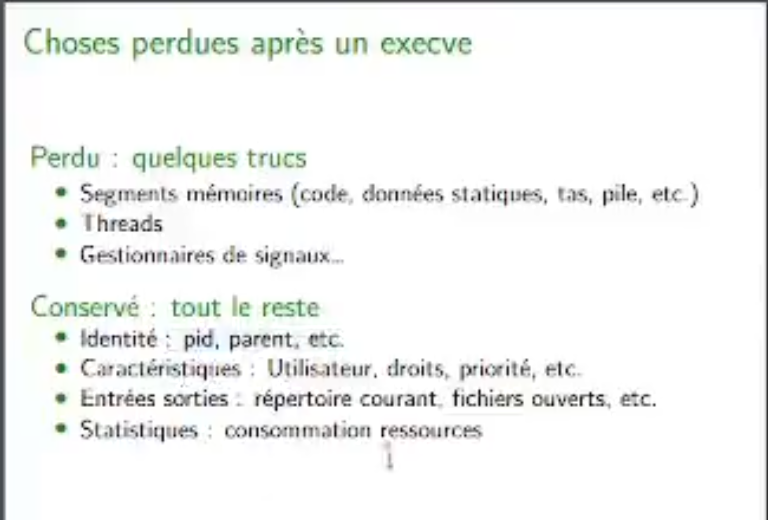 Choses perdues après un execve
Perdu : quelques trucs
• Segments mémoires (code, données statiques, tas, pile, etc.)
• Threads
• Gestionnaires de signaux...
Conservé : tout le reste
• Identité : pid, parent, etc.
• Caractéristiques : Utilisateur, droits, priorité, etc.
• Entrées sorties : répertoire courant, fichiers ouverts, etc.
• Statistiques : consommation ressources